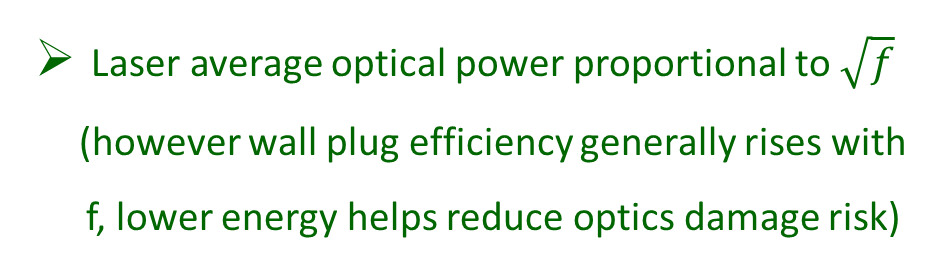 ➢ Laser average optical power proportional to √f
(however wall plug efficiency generally rises with
f, lower energy helps reduce optics damage risk)